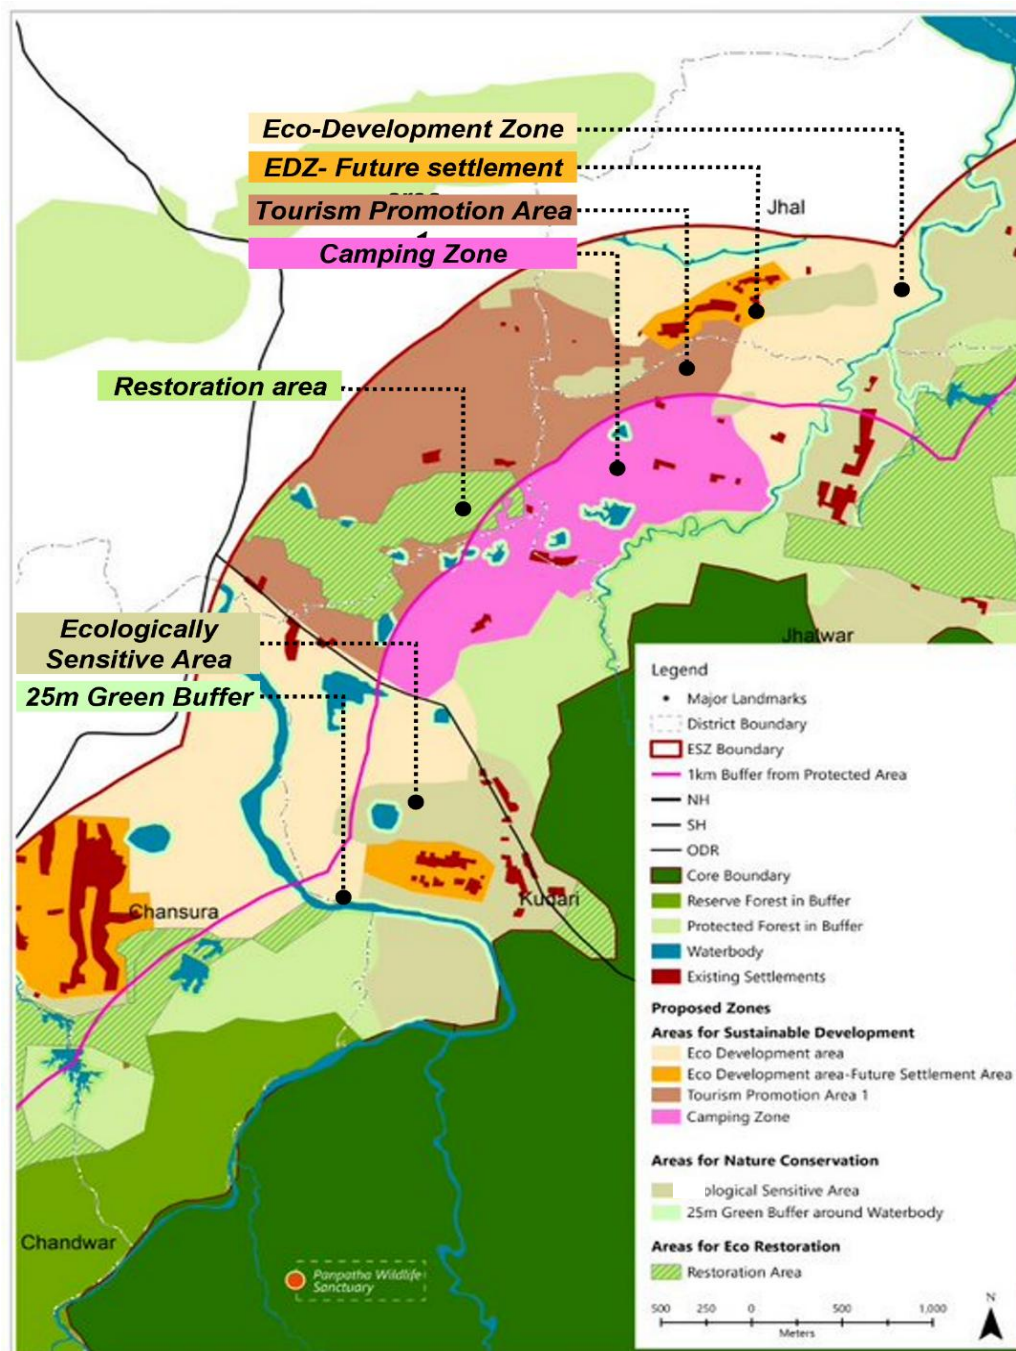 Eco-Development Zone
EDZ- Future settlement
Tourism Promotion Area
Camping Zone
Jhal
Restoration area
Ecologically
Sensitive Area
25m Green Buffer
Jhalwar
Chansura
Kudari
Chandwar
Panpatha Wildlife
Sanctuary
Legend
Major Landmarks
District Boundary
ESZ Boundary
1km Buffer from Protected Area
NH
SH
ODR
Core Boundary
Reserve Forest in Buffer
Protected Forest in Buffer
Waterbody
Existing Settlements
Proposed Zones
Areas for Sustainable Development
Eco Development area
Eco Development area-Future Settlement Area
Tourism Promotion Area 1
Camping Zone
Areas for Nature Conservation
ological Sensitive Area
25m Green Buffer around Waterbody
Areas for Eco Restoration
Restoration Area
500 250 0 500 1,000
Meters
N